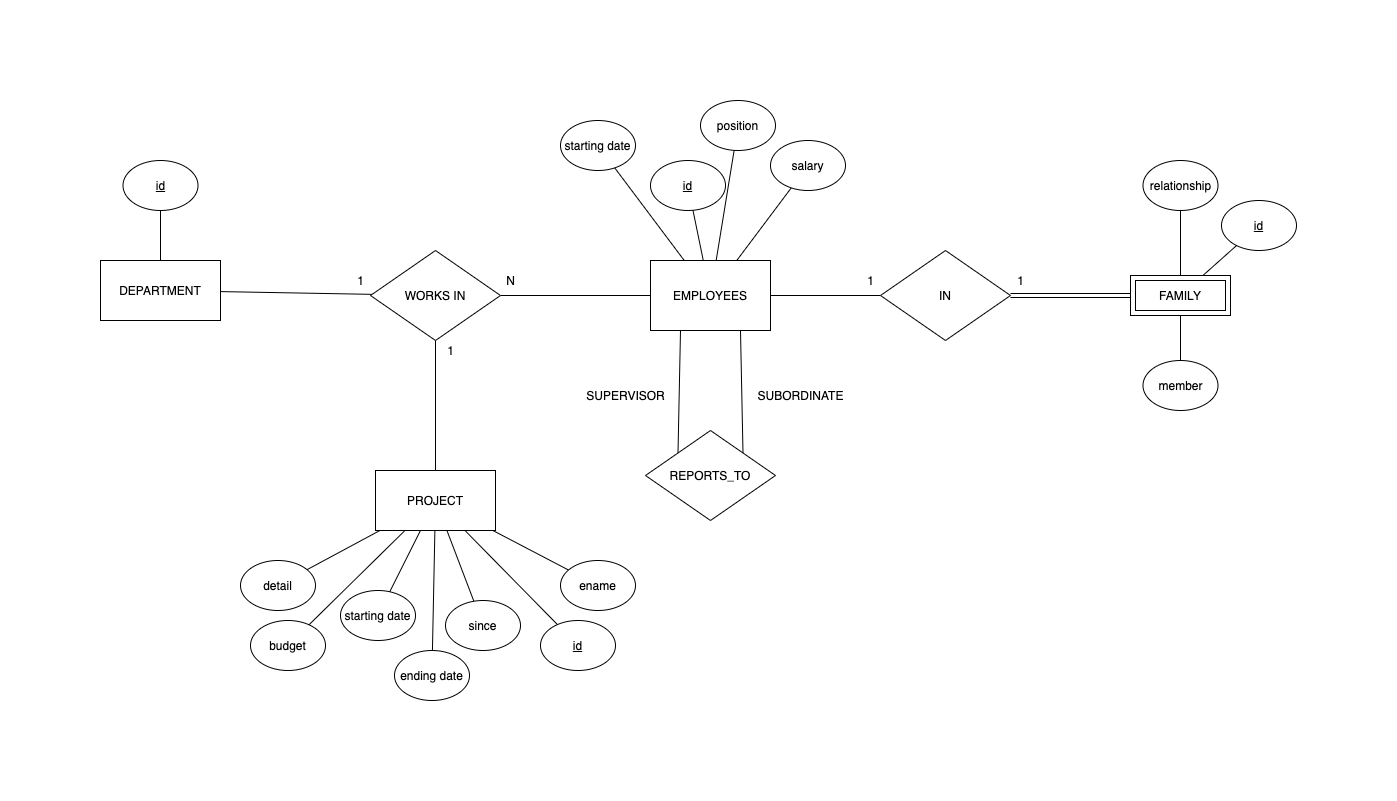 position
starting date
salary
id
id
relationship
id
1
N
1
1
DEPARTMENT
WORKS IN
EMPLOYEES
IN
FAMILY
1
SUPERVISOR
SUBORDINATE
member
REPORTS_TO
PROJECT
detail
ename
starting date
since
budget
id
ending date